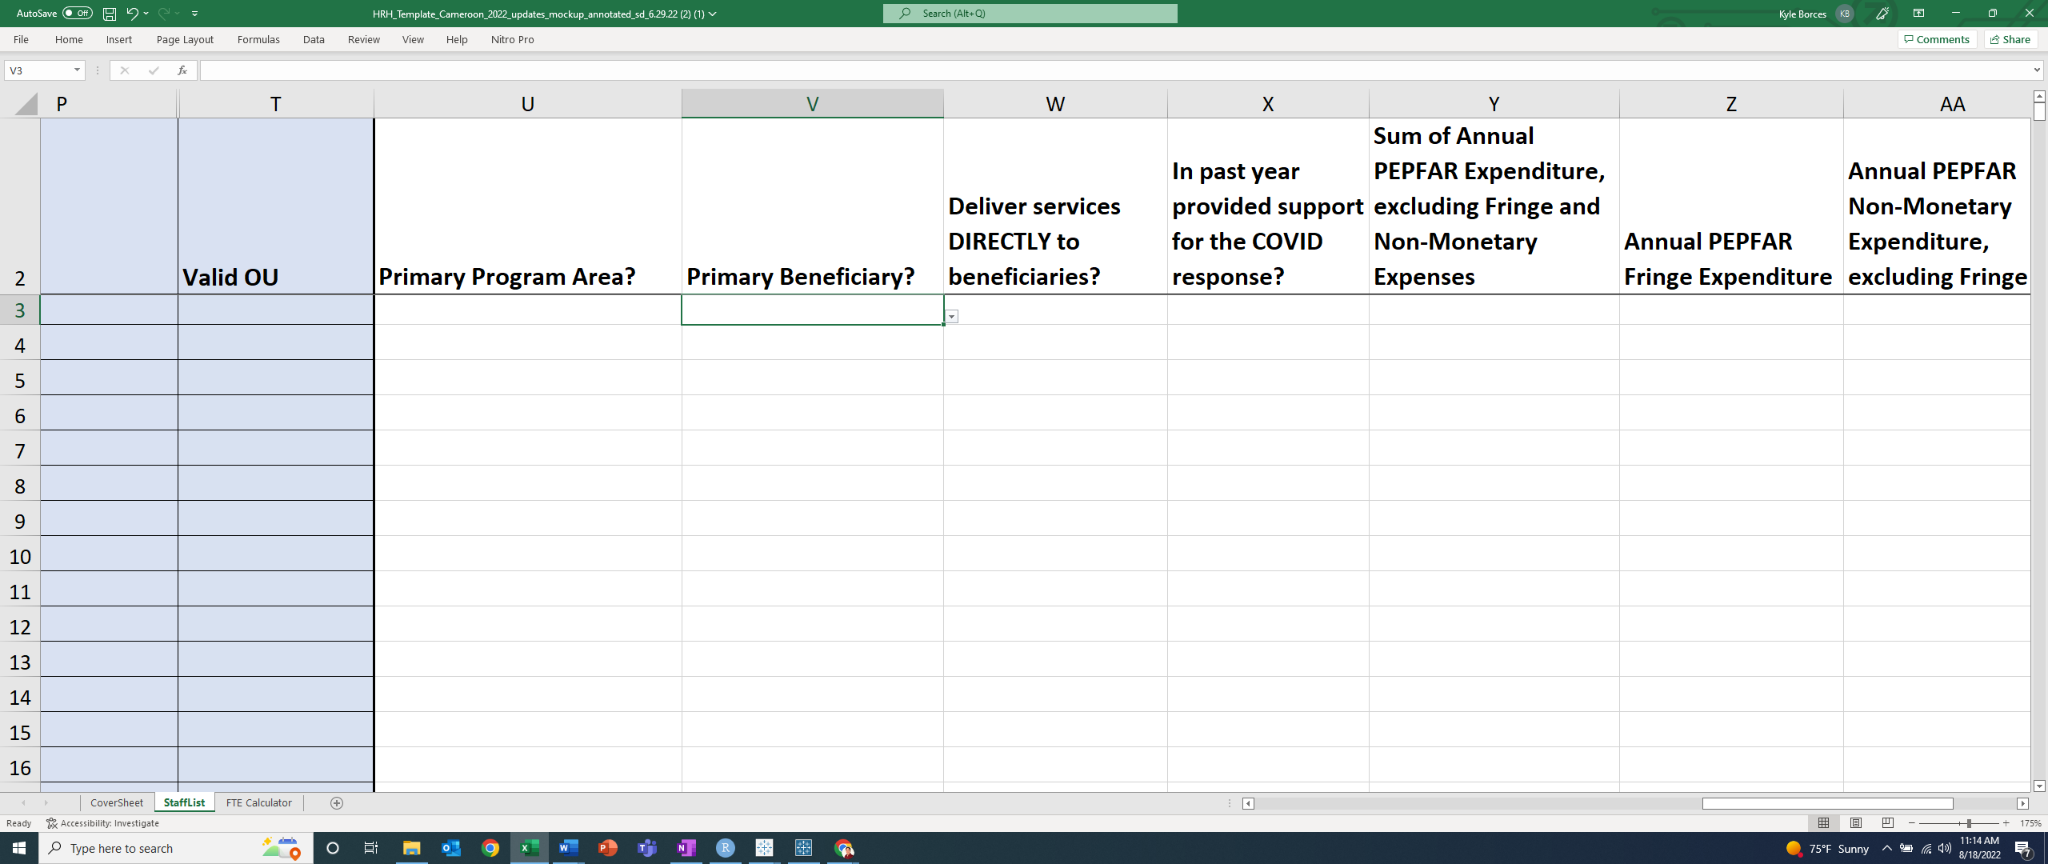 AutoSave Off
HRH_Template_Cameroon_2022_updates_mockup_annotated_sd_6.29.22 (2) (1)
Search (Alt+Q)
Kyle Borces KB
File Home Insert Page Layout Formulas Data Review View Help Nitro Pro
Comments Share
V3
fx
P T U V W X Y Z AA
2
Valid OU
Primary Program Area?
Primary Beneficiary?
Deliver services
DIRECTLY to
beneficiaries?
In past year
provided support
for the COVID
response?
Sum of Annual
PEPFAR Expenditure,
excluding Fringe and
Non-Monetary
Expenses
Annual PEPFAR
Fringe Expenditure
Annual PEPFAR
Non-Monetary
Expenditure,
excluding Fringe
3
4
5
6
7
8
9
10
11
12
13
14
15
16
CoverSheet StaffList FTE Calculator
Ready Accessibility: Investigate
175%
Type here to search
75°F Sunny
11:14 AM
8/18/2022
7